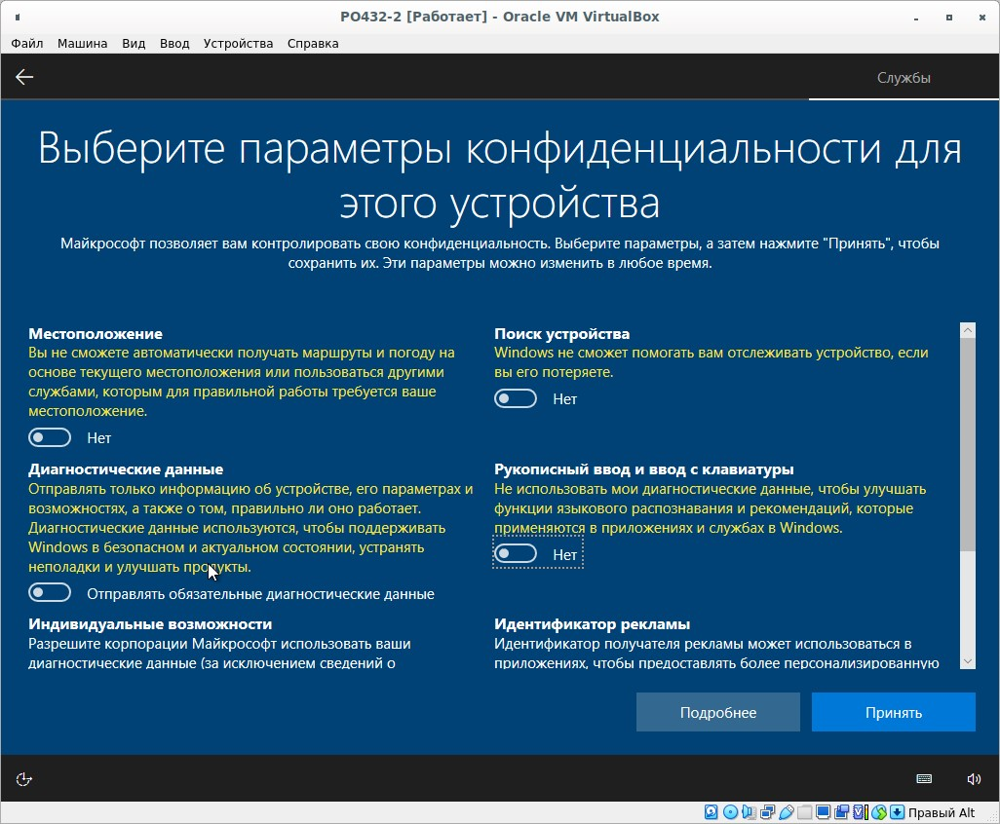 PO432-2 [Работает] - Oracle VM VirtualBox
Файл Машина Вид Ввод Устройства Справка
Службы
Выберите параметры конфиденциальности для
этого устройства
Майкрософт позволяет вам контролировать свою конфиденциальность. Выберите параметры, а затем нажмите "Принять", чтобы
сохранить их. Эти параметры можно изменить в любое время.
Местоположение
Вы не сможете автоматически получать маршруты и погоду на
основе текущего местоположения или пользоваться другими
службами, которым для правильной работы требуется ваше
местоположение.
Нет
Поиск устройства
Windows не сможет помогать вам отслеживать устройство, если
вы его потеряете.
Нет
Диагностические данные
Отправлять только информацию об устройстве, его параметрах и
возможностях, а также о том, правильно ли оно работает.
Диагностические данные используются, чтобы поддерживать
Windows в безопасном и актуальном состоянии, устранять
неполадки и улучшать продукты.
Отправлять обязательные диагностические данные
Рукописный ввод и ввод с клавиатуры
Не использовать мои диагностические данные, чтобы улучшать
функции языкового распознавания и рекомендаций, которые
применяются в приложениях и службах в Windows.
Нет
Индивидуальные возможности
Разрешите корпорации Майкрософт использовать ваши
диагностические данные (за исключением сведений о
Идентификатор рекламы
Идентификатор получателя рекламы может использоваться в
приложениях, чтобы предоставлять более персонализированную
Подробнее
Принять
Правый Alt